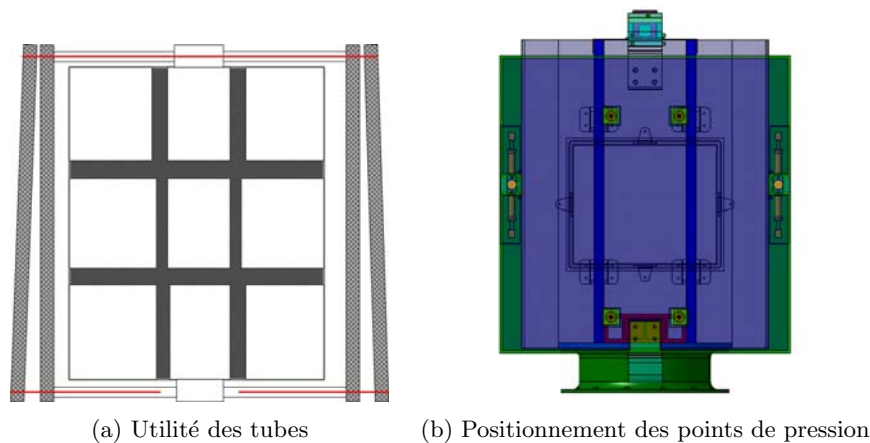 (a) Utilité des tubes
(b) Positionnement des points de pression